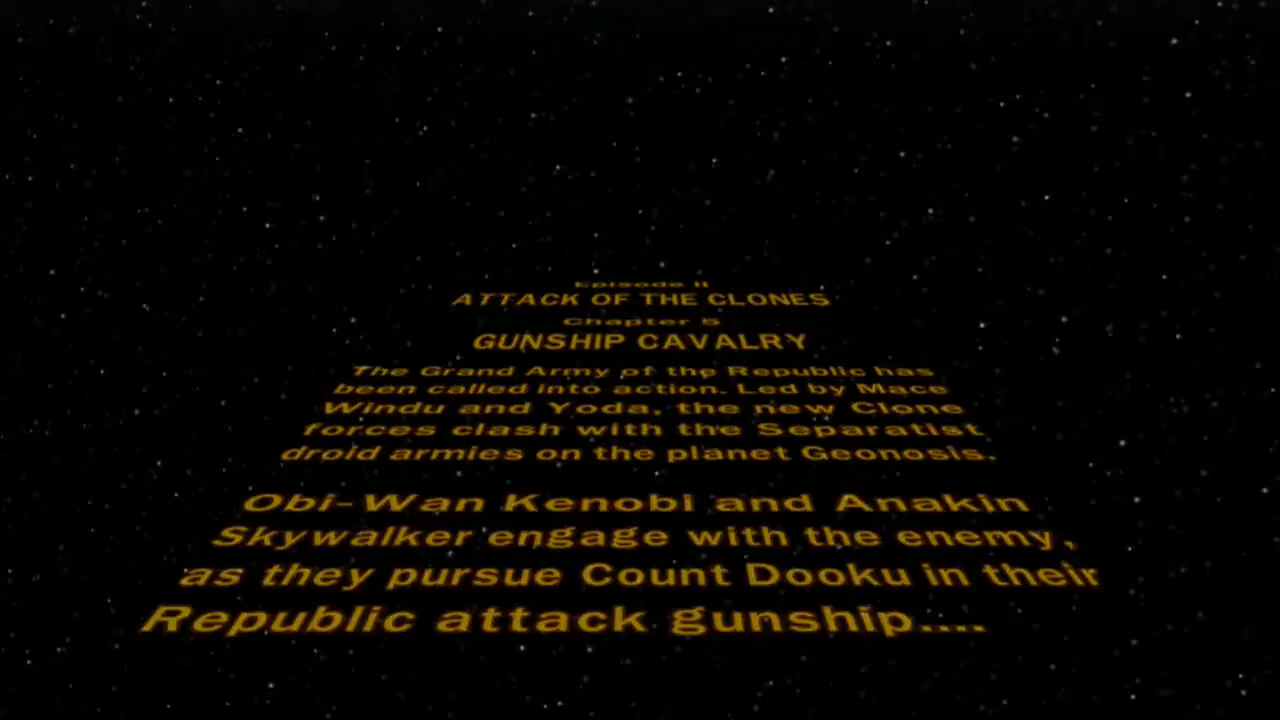 Episode II
ATTACK OF THE CLONES
Chapter 5
GUNSHIP CAVALRY
The Grand Army of the Republic has
been called into action. Led by Mace
Windu and Yoda, the new Clone
forces clash with the Separatist
droid armies on the planet Geonosis.
Obi-Wan Kenobi and Anakin
Skywalker engage with the enemy,
as they pursue Count Dooku in their
Republic attack gunship....